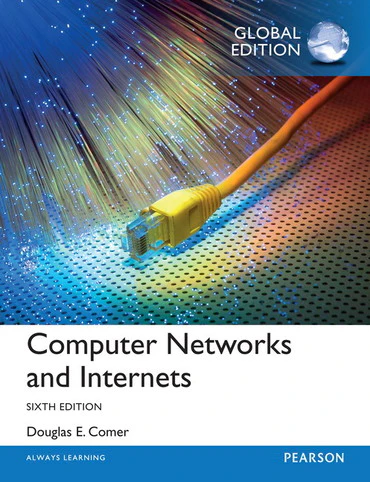 GLOBAL
EDITION
Computer Networks
and Internets
SIXTH EDITION
Douglas E. Comer
ALWAYS LEARNING
PEARSON